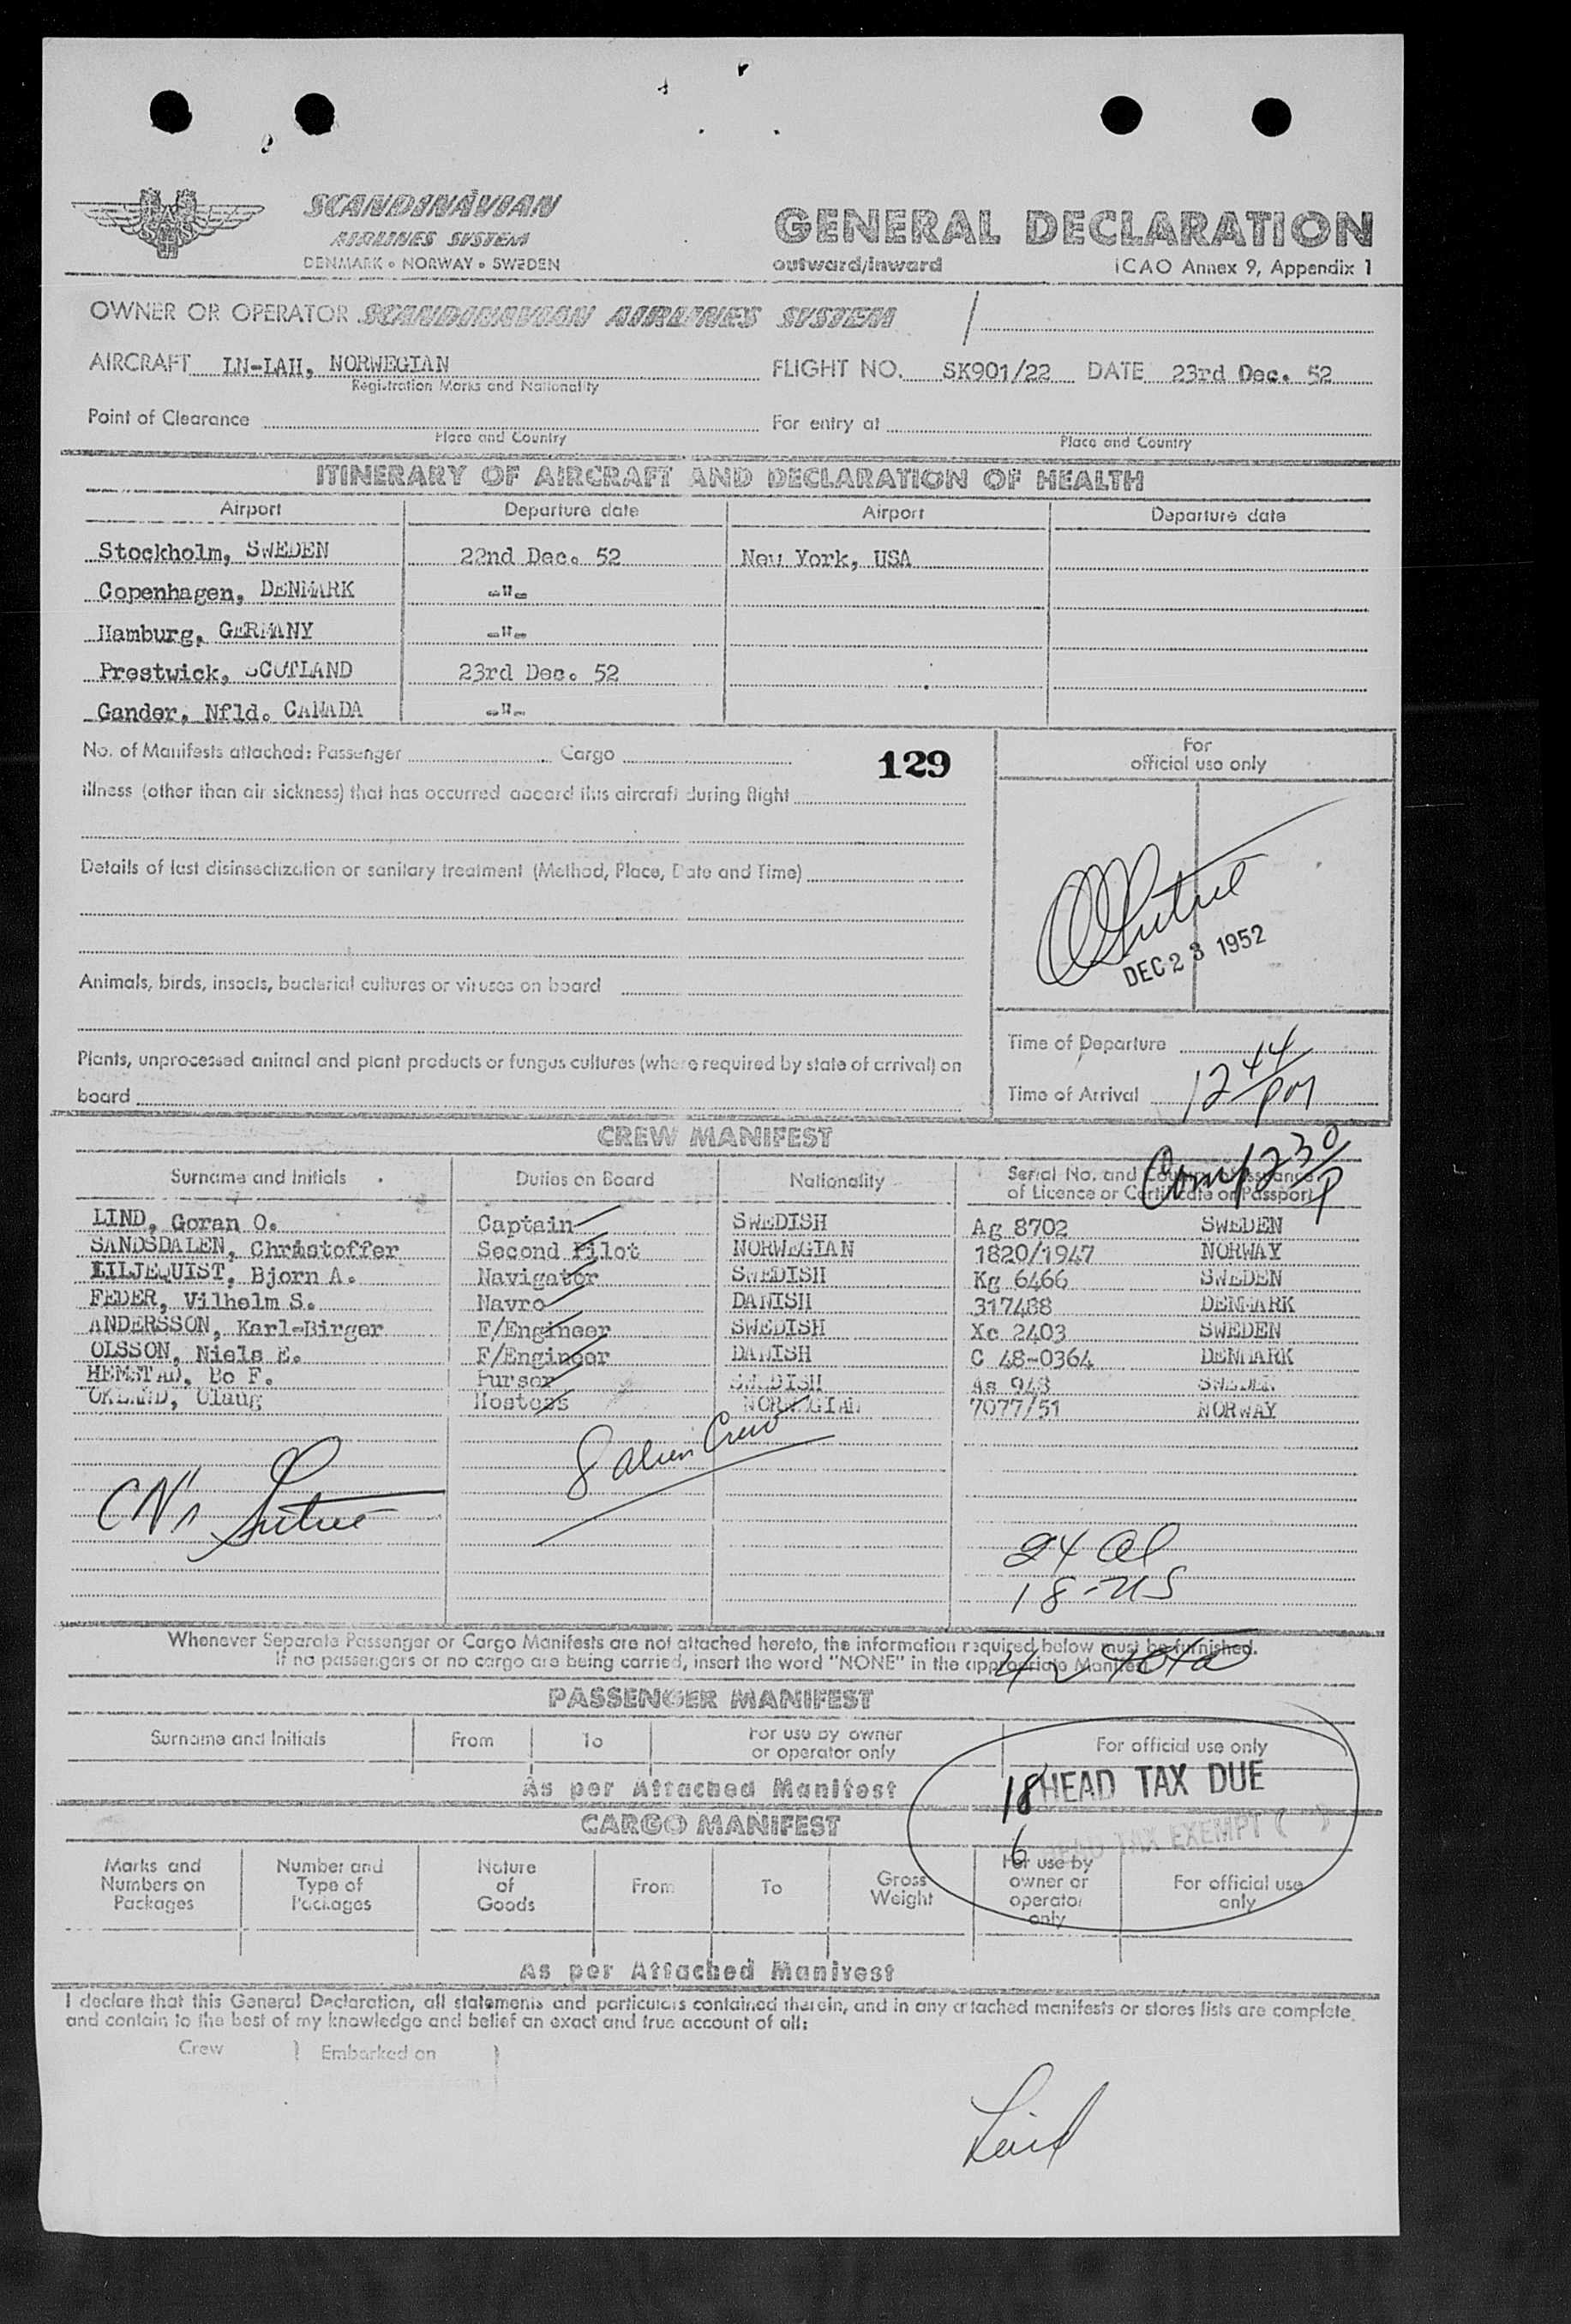 SCANDINAVIAN
AIRLINES SYSTEM
DENMARK • NORWAY • SWEDEN
GENERAL DECLARATION
outward/inward
ICAO Annex 9, Appendix 1
OWNER OR OPERATOR SCANDINAVIAN AIRLINES SYSTEM
AIRCRAFT LN-LAH, NORWEGIAN FLIGHT NO. SK901/22 DATE 23rd Dec. 52
Registration Marks and Nationality
Point of Clearance For entry at
Place and Country Place and Country
ITINERARY OF AIRCRAFT AND DECLARATION OF HEALTH
Airport Departure date Airport Departure date
Stockholm, SWEDEN 22nd Dec. 52 New York, USA
Copenhagen, DENMARK -"-
Hamburg, GERMANY -"-
Prestwick, SCOTLAND 23rd Dec. 52
Gander, Nfld. CANADA -"-
No. of Manifests attached: Passenger Cargo 129
For
official use only
Illness (other than air sickness) that has occurred aboard this aircraft during flight
Details of last disinsectization or sanitary treatment (Method, Place, Date and Time)
DEC 23 1952
Animals, birds, insects, bacterial cultures or viruses on board
Time of Departure
Plants, unprocessed animal and plant products or fungus cultures (where required by state of arrival) on
board
Time of Arrival 12 44 pm
CREW MANIFEST
Com 12 30 P
Surname and Initials Duties on Board Nationality Serial No. and Country of Issuance
of Licence or Certificate or Passport
LIND, Goran O. Captain SWEDISH Ag 8702 SWEDEN
SANDSDALEN, Christoffer Second Pilot NORWEGIAN 1820/1947 NORWAY
LILJEQUIST, Bjorn A. Navigator SWEDISH Kg 6466 SWEDEN
FEDER, Vilhelm S. Navro DANISH 317488 DENMARK
ANDERSSON, Karl-Birger F/Engineer SWEDISH Xc 2403 SWEDEN
OLSSON, Niels E. F/Engineer DANISH C 48-0364 DENMARK
HEMSTAD, Bo F. Purser SWEDISH As 948 SWEDEN
OKLAND, Olaug Hostess NORWEGIAN 7077/51 NORWAY
8 alien Crew
24 al
18-US
42 total
Whenever Separate Passenger or Cargo Manifests are not attached hereto, the information required below must be furnished.
If no passengers or no cargo are being carried, insert the word "NONE" in the appropriate Manifest
PASSENGER MANIFEST
Surname and Initials From To For use by owner
or operator only For official use only
As per Attached Manifest
18 HEAD TAX DUE
6 HEAD TAX EXEMPT ( )
CARGO MANIFEST
Marks and
Numbers on
Packages
Number and
Type of
Packages
Nature
of
Goods
From
To
Gross
Weight
For use by
owner or
operator
only
For official use
only
As per Attached Manifest
I declare that this General Declaration, all statements and particulars contained therein, and in any attached manifests or stores lists are complete,
and contain to the best of my knowledge and belief an exact and true account of all:
Crew } Embarked on }
Lind